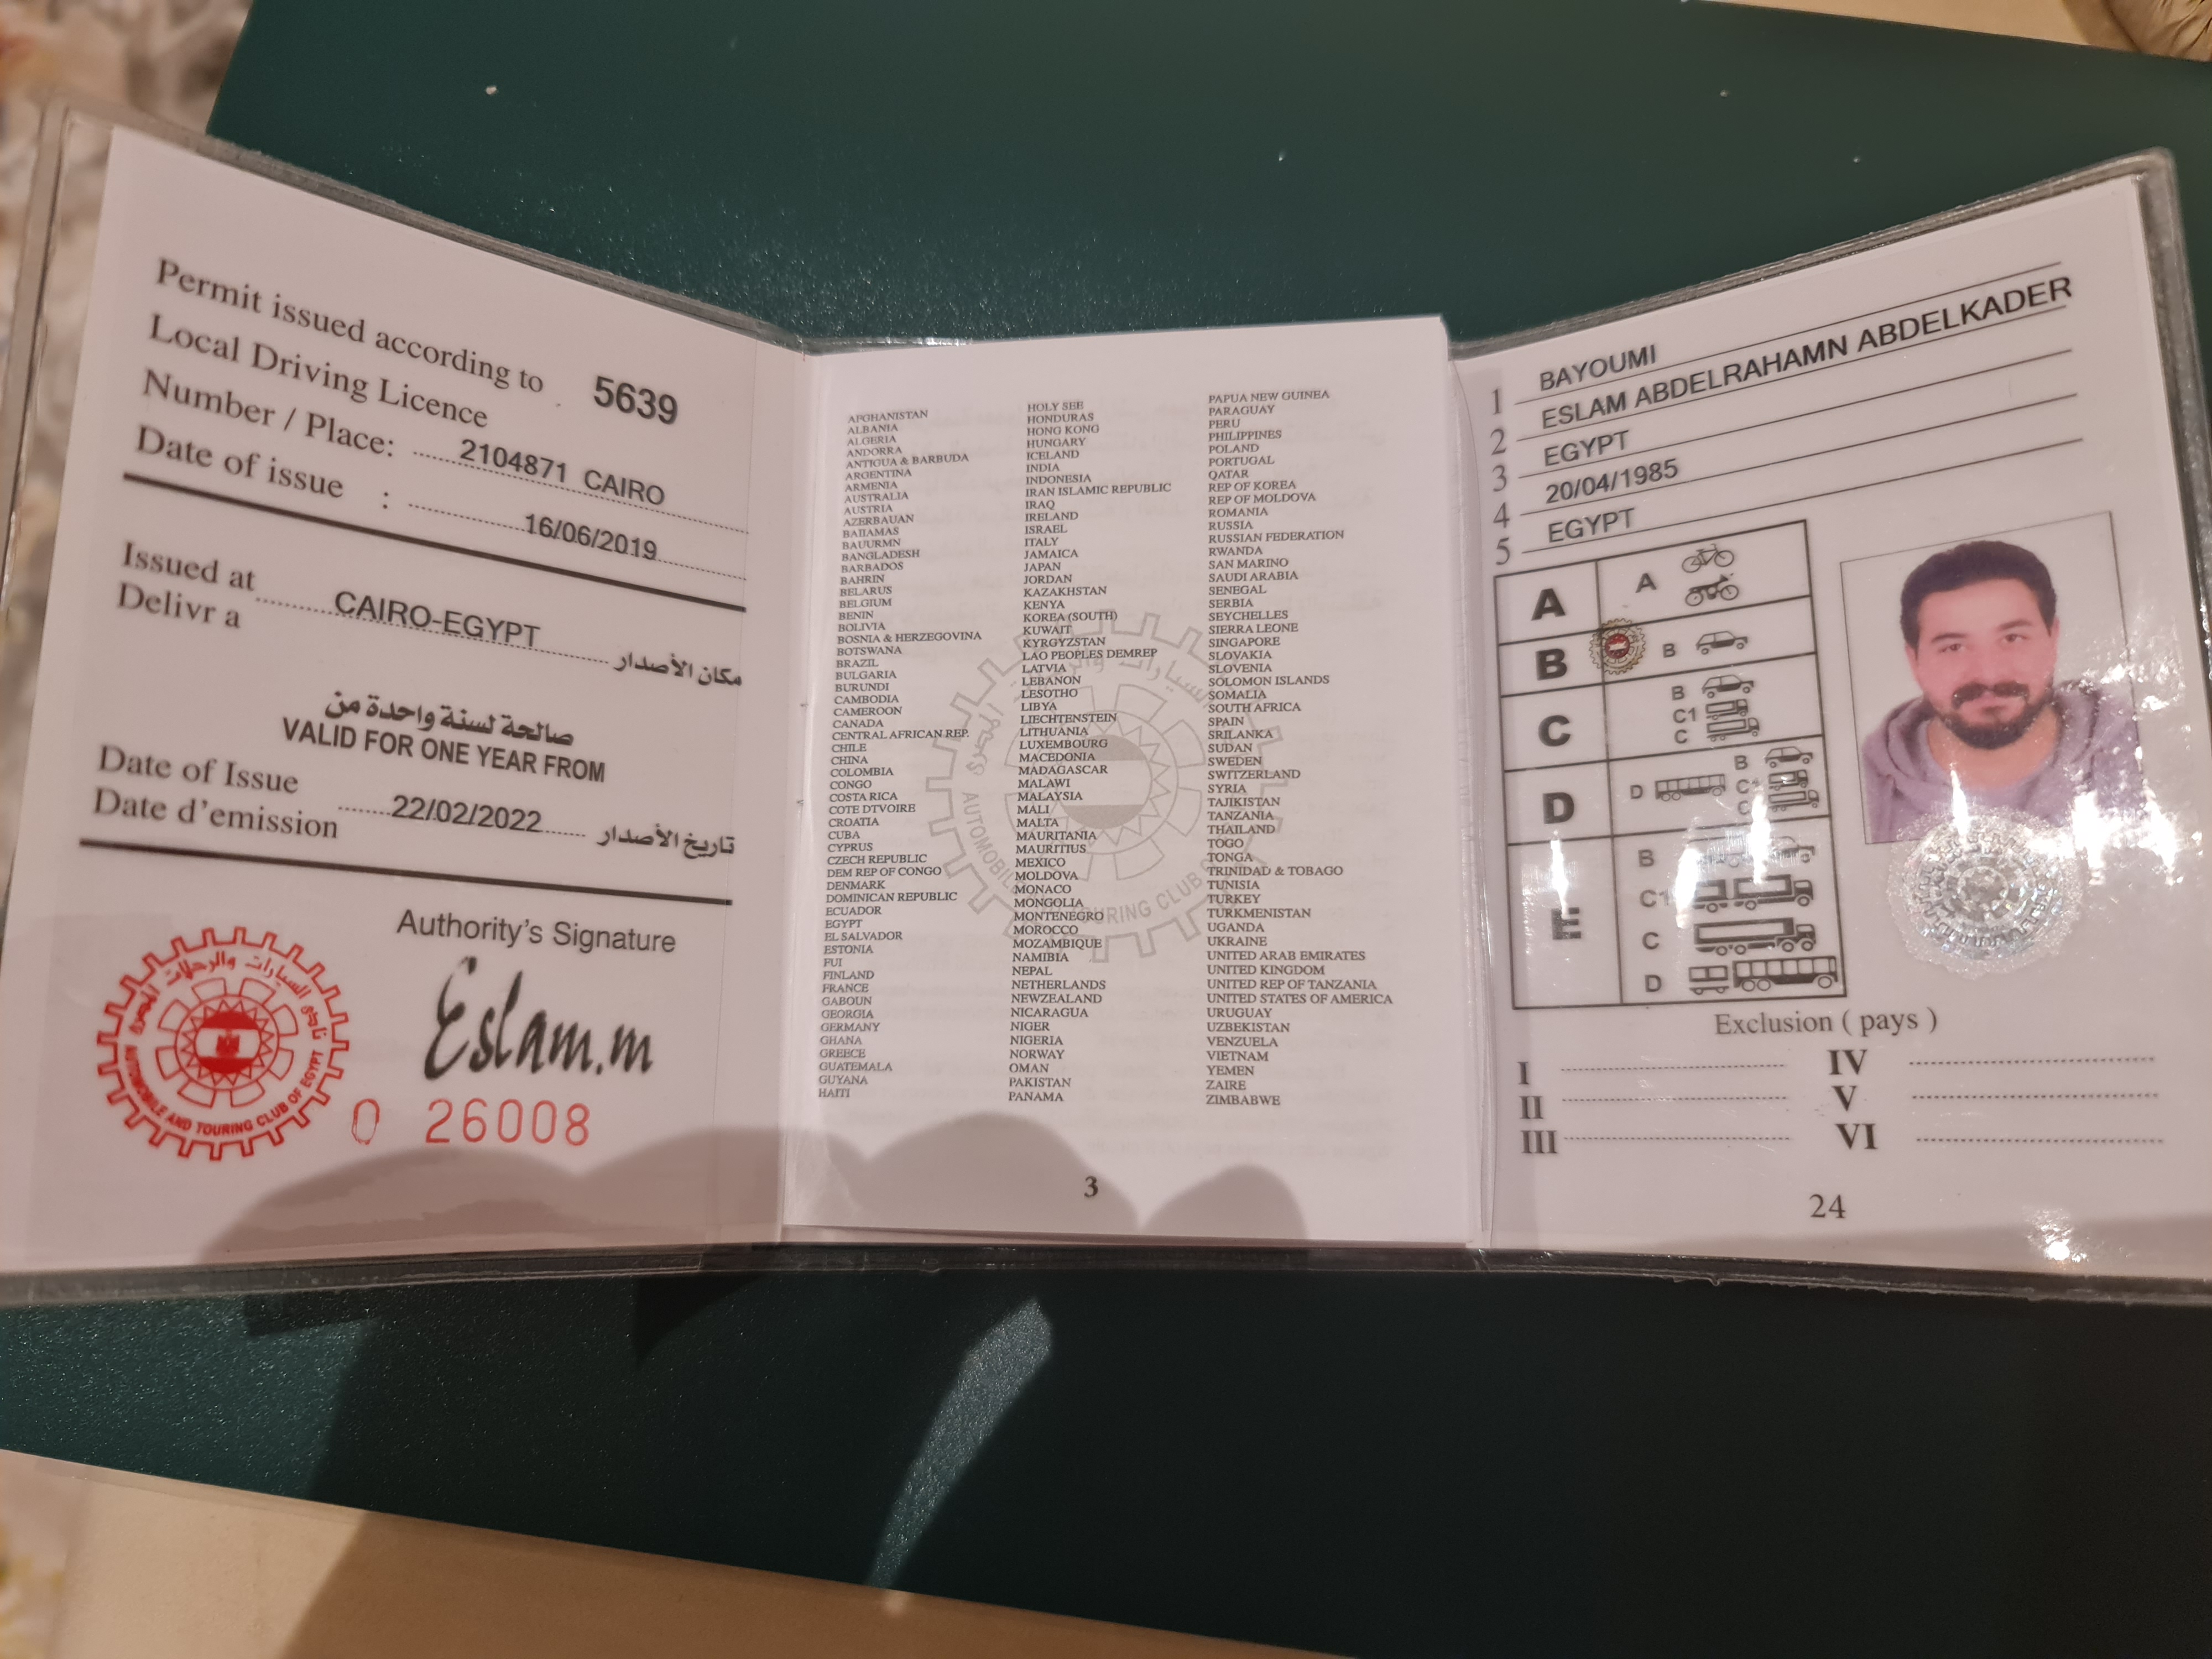 Permit issued according to
Local Driving Licence
Number / Place: 2104871 CAIRO
5639
Date of issue : 16/06/2019
Issued at
Delivr a CAIRO-EGYPT
مكان الأصدار
صالحة لسنة واحدة من
VALID FOR ONE YEAR FROM
Date of Issue
Date d'emission 22/02/2022
تاريخ الأصدار
Authority's Signature
Eslam.m
AUTOMOBILE AND TOURING CLUB OF EGYPT
0 26008
AFGHANISTAN
ALBANIA
ALGERIA
ANDORRA
ANTIGUA & BARBUDA
ARGENTINA
ARMENIA
AUSTRALIA
AUSTRIA
AZERBAIJAN
BAHAMAS
BAURMN
BANGLADESH
BARBADOS
BAHRIN
BELARUS
BELGIUM
BENIN
BOLIVIA
BOSNIA & HERZEGOVINA
BOTSWANA
BRAZIL
BULGARIA
BURUNDI
CAMBODIA
CAMEROON
CANADA
CENTRAL AFRICAN REP.
CHILE
CHINA
COLOMBIA
CONGO
COSTA RICA
COTE DTVOIRE
CROATIA
CUBA
CYPRUS
CZECH REPUBLIC
DEM REP OF CONGO
DENMARK
DOMINICAN REPUBLIC
ECUADOR
EGYPT
EL SALVADOR
ESTONIA
FUI
FINLAND
FRANCE
GABOUN
GEORGIA
GERMANY
GHANA
GREECE
GUATEMALA
GUYANA
HAITI
HOLY SEE
HONDURAS
HONG KONG
HUNGARY
ICELAND
INDIA
INDONESIA
IRAN ISLAMIC REPUBLIC
IRAQ
IRELAND
ISRAEL
ITALY
JAMAICA
JAPAN
JORDAN
KAZAKHSTAN
KENYA
KOREA (SOUTH)
KUWAIT
KYRGYZSTAN
LAO PEOPLES DEMREP
LATVIA
LEBANON
LESOTHO
LIBYA
LIECHTENSTEIN
LITHUANIA
LUXEMBOURG
MACEDONIA
MADAGASCAR
MALAWI
MALAYSIA
MALI
MALTA
MAURITANIA
MAURITIUS
MEXICO
MOLDOVA
MONACO
MONGOLIA
MONTENEGRO
MOROCCO
MOZAMBIQUE
NAMIBIA
NEPAL
NETHERLANDS
NEWZEALAND
NICARAGUA
NIGER
NIGERIA
NORWAY
OMAN
PAKISTAN
PANAMA
PAPUA NEW GUINEA
PARAGUAY
PERU
PHILIPPINES
POLAND
PORTUGAL
QATAR
REP OF KOREA
REP OF MOLDOVA
ROMANIA
RUSSIA
RUSSIAN FEDERATION
RWANDA
SAN MARINO
SAUDI ARABIA
SENEGAL
SERBIA
SEYCHELLES
SIERRA LEONE
SINGAPORE
SLOVAKIA
SLOVENIA
SOLOMON ISLANDS
SOMALIA
SOUTH AFRICA
SPAIN
SRILANKA
SUDAN
SWEDEN
SWITZERLAND
SYRIA
TAJIKISTAN
TANZANIA
THAILAND
TOGO
TONGA
TRINIDAD & TOBAGO
TUNISIA
TURKEY
TURKMENISTAN
UGANDA
UKRAINE
UNITED ARAB EMIRATES
UNITED KINGDOM
UNITED REP OF TANZANIA
UNITED STATES OF AMERICA
URUGUAY
UZBEKISTAN
VENZUELA
VIETNAM
YEMEN
ZAIRE
ZIMBABWE
3
1 BAYOUMI
2 ESLAM ABDELRAHAMN ABDELKADER
3 EGYPT
4 20/04/1985
5 EGYPT
A A
B B
C B C1 C
D D B C1 C
E B C1 C D
Exclusion ( pays )
I IV
II V
III VI
24